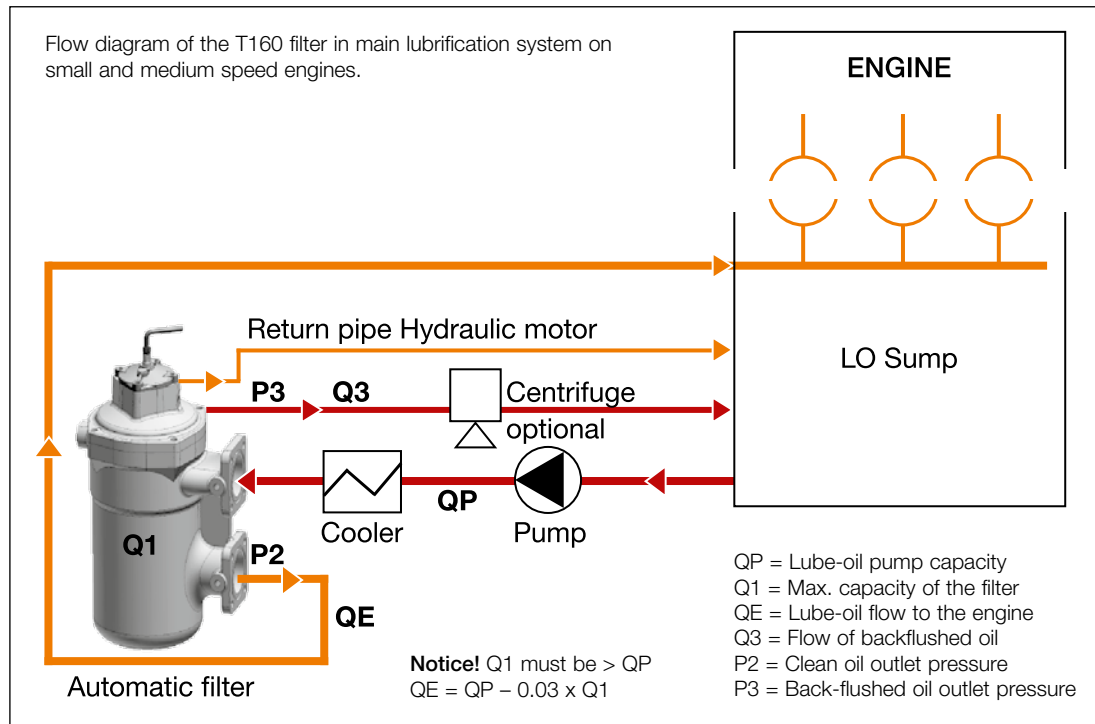 Flow diagram of the T160 filter in main lubrification system on
small and medium speed engines.
ENGINE
Return pipe Hydraulic motor
LO Sump
P3
Q3
Centrifuge
optional
QP
Cooler
Pump
Q1
P2
QE
Automatic filter
Notice! Q1 must be > QP
QE = QP – 0.03 x Q1
QP = Lube-oil pump capacity
Q1 = Max. capacity of the filter
QE = Lube-oil flow to the engine
Q3 = Flow of backflushed oil
P2 = Clean oil outlet pressure
P3 = Back-flushed oil outlet pressure